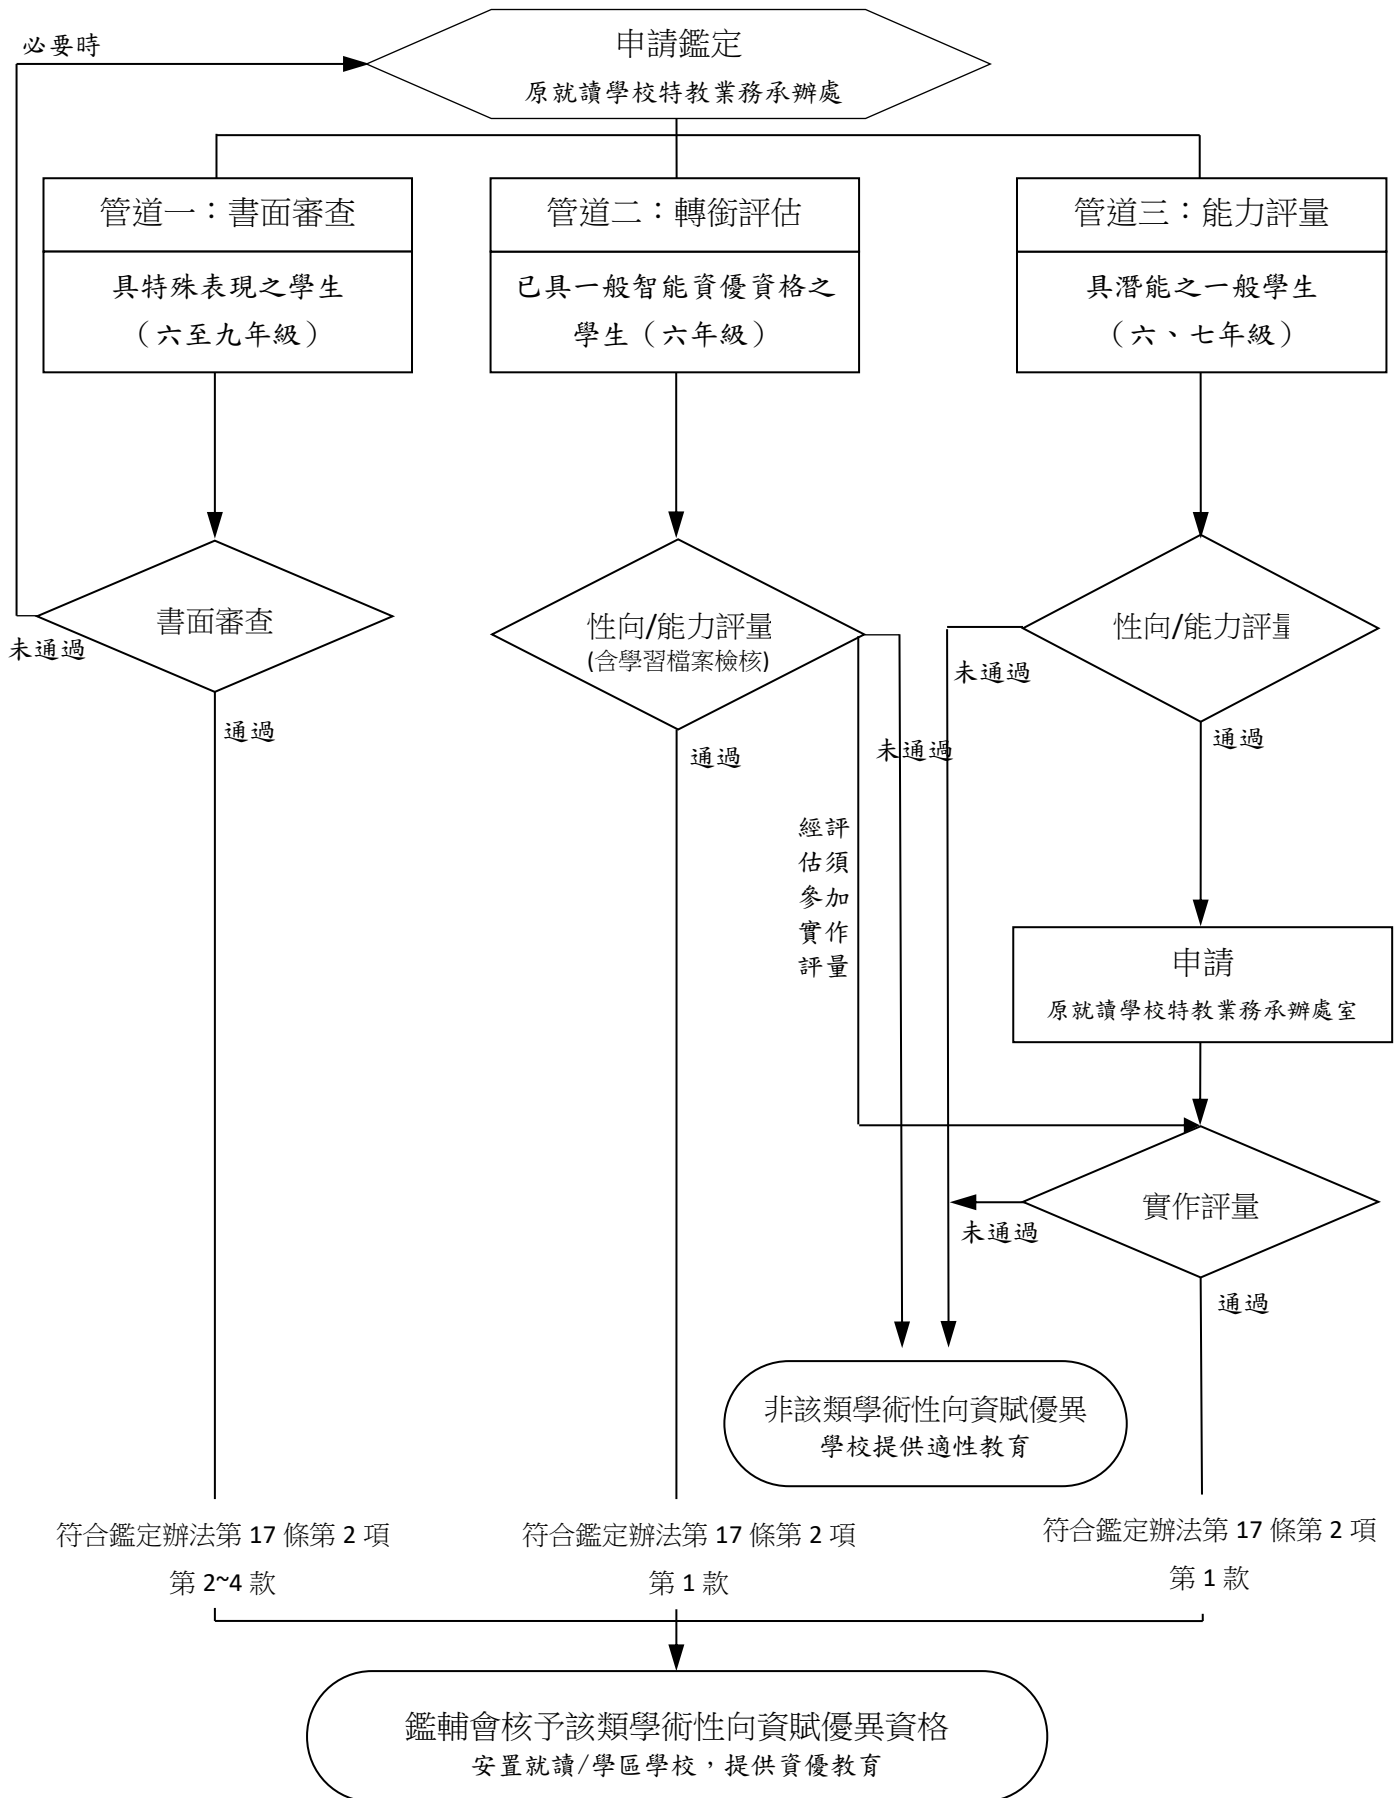 必要時
申請鑑定
原就讀學校特教業務承辦處
管道一：書面審查
具特殊表現之學生
（六至九年級）
管道二：轉銜評估
已具一般智能資優資格之
學生（六年級）
管道三：能力評量
具潛能之一般學生
（六、七年級）
書面審查
未通過
通過
性向/能力評量
(含學習檔案檢核)
通過
未通過
經評
估須
參加
實作
評量
性向/能力評量
未通過
通過
申請
原就讀學校特教業務承辦處室
實作評量
未通過
通過
非該類學術性向資賦優異
學校提供適性教育
符合鑑定辦法第 17 條第 2 項
第 2~4 款
符合鑑定辦法第 17 條第 2 項
第 1 款
符合鑑定辦法第 17 條第 2 項
第 1 款
鑑輔會核予該類學術性向資賦優異資格
安置就讀/學區學校，提供資優教育